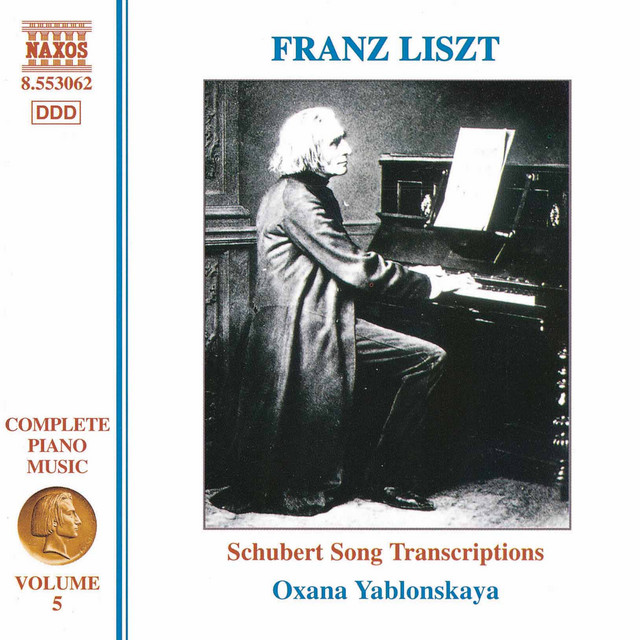 NAXOS
8.553062
DDD
FRANZ LISZT
COMPLETE
PIANO
MUSIC
VOLUME
5
Schubert Song Transcriptions
Oxana Yablonskaya